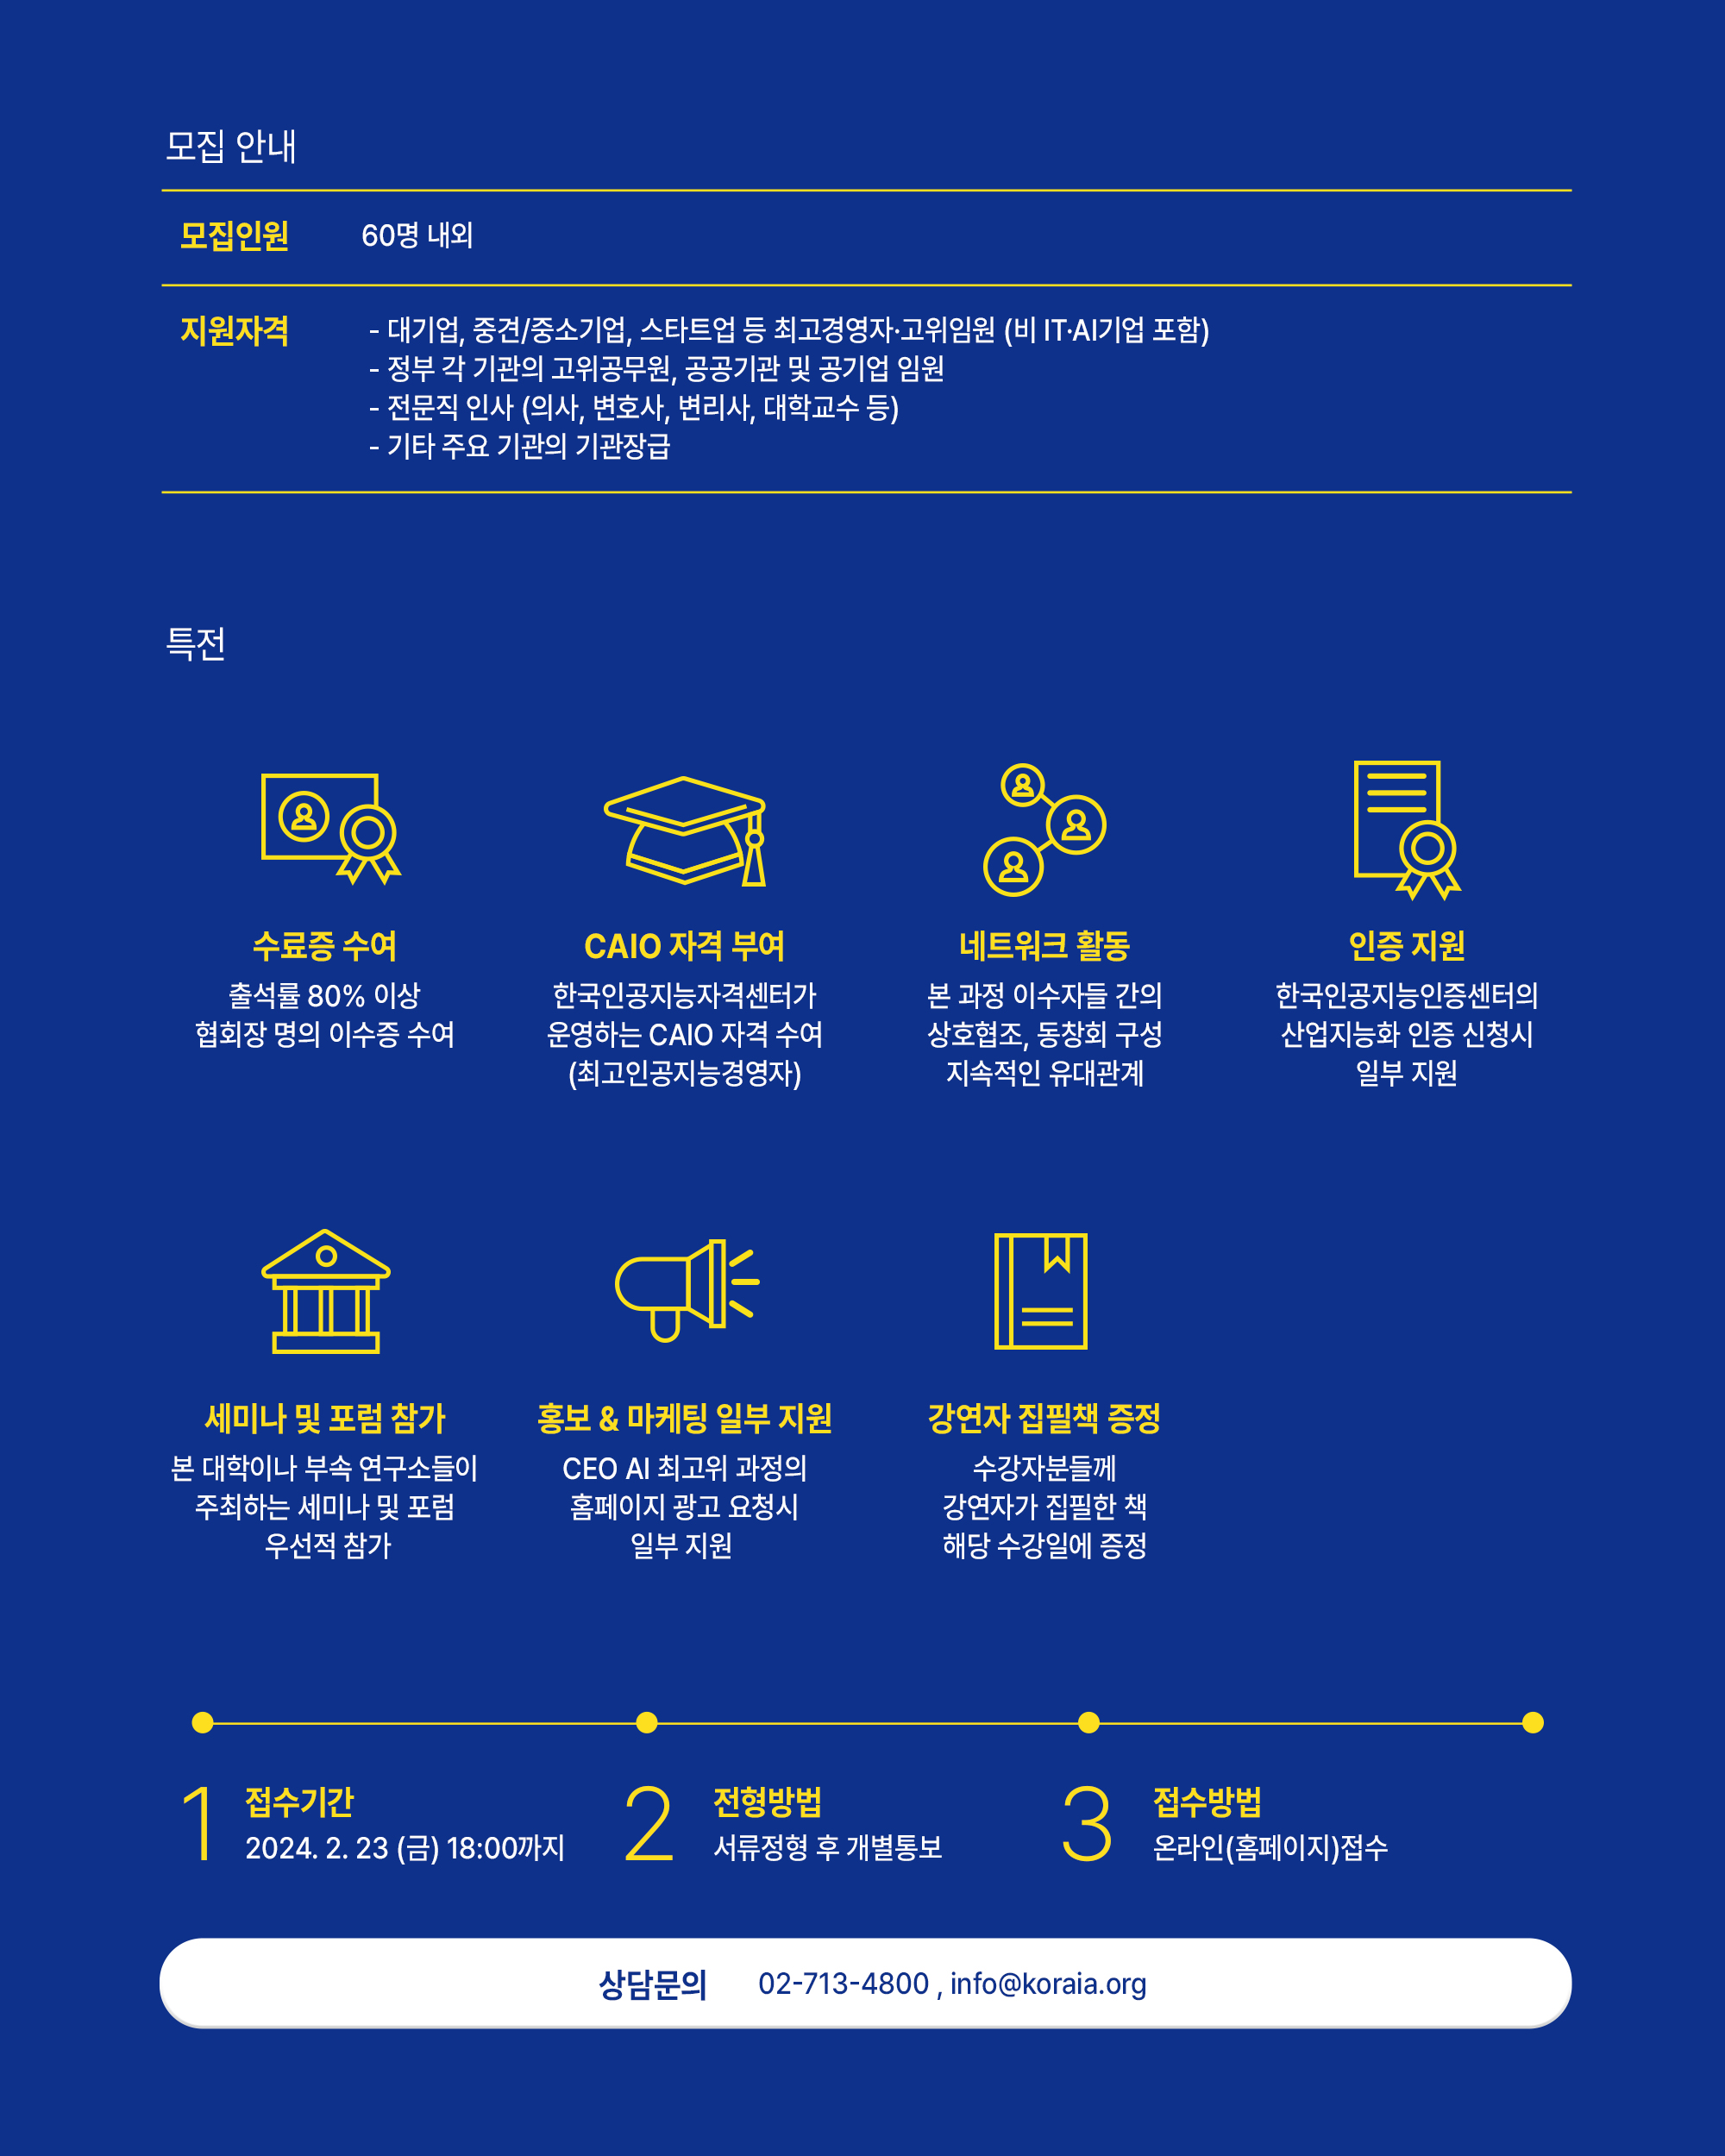 모집 안내
모집인원 60명 내외
지원자격 - 대기업, 중견/중소기업, 스타트업 등 최고경영자·고위임원 (비 IT·AI기업 포함)
- 정부 각 기관의 고위공무원, 공공기관 및 공기업 임원
- 전문직 인사 (의사, 변호사, 변리사, 대학교수 등)
- 기타 주요 기관의 기관장급
특전
수료증 수여
출석률 80% 이상
협회장 명의 이수증 수여
CAIO 자격 부여
한국인공지능자격센터가
운영하는 CAIO 자격 수여
(최고인공지능경영자)
네트워크 활동
본 과정 이수자들 간의
상호협조, 동창회 구성
지속적인 유대관계
인증 지원
한국인공지능인증센터의
산업지능화 인증 신청시
일부 지원
세미나 및 포럼 참가
본 대학이나 부속 연구소들이
주최하는 세미나 및 포럼
우선적 참가
홍보 & 마케팅 일부 지원
CEO AI 최고위 과정의
홈페이지 광고 요청시
일부 지원
강연자 집필책 증정
수강자분들께
강연자가 집필한 책
해당 수강일에 증정
1 접수기간
2024. 2. 23 (금) 18:00까지
2 전형방법
서류정형 후 개별통보
3 접수방법
온라인(홈페이지)접수
상담문의 02-713-4800 , info@koraia.org